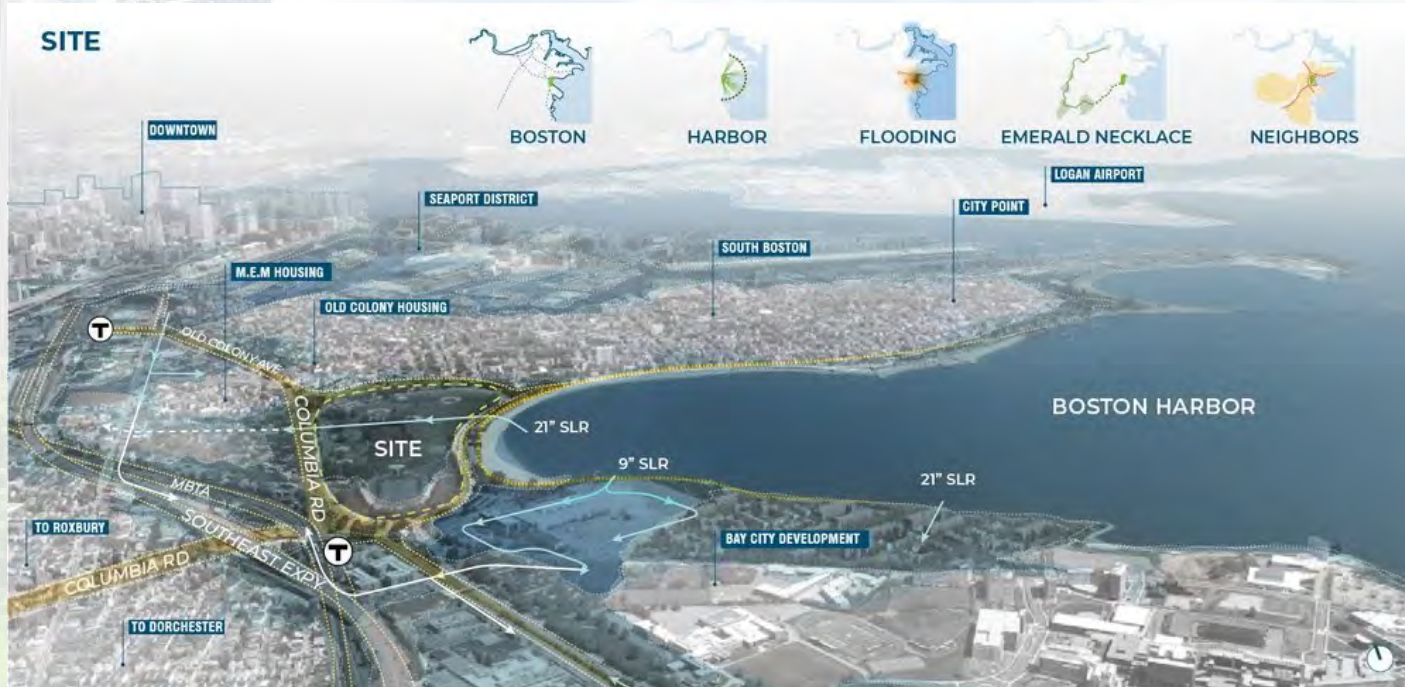 SITE
BOSTON
HARBOR
FLOODING
EMERALD NECKLACE
NEIGHBORS
DOWNTOWN
LOGAN AIRPORT
SEAPORT DISTRICT
CITY POINT
SOUTH BOSTON
M.E.M HOUSING
OLD COLONY HOUSING
T
OLD COLONY AVE
BOSTON HARBOR
COLUMBIA RD
SITE
21" SLR
9" SLR
21" SLR
MBTA
SOUTHEAST EXPY
TO ROXBURY
T
BAY CITY DEVELOPMENT
COLUMBIA RD
TO DORCHESTER